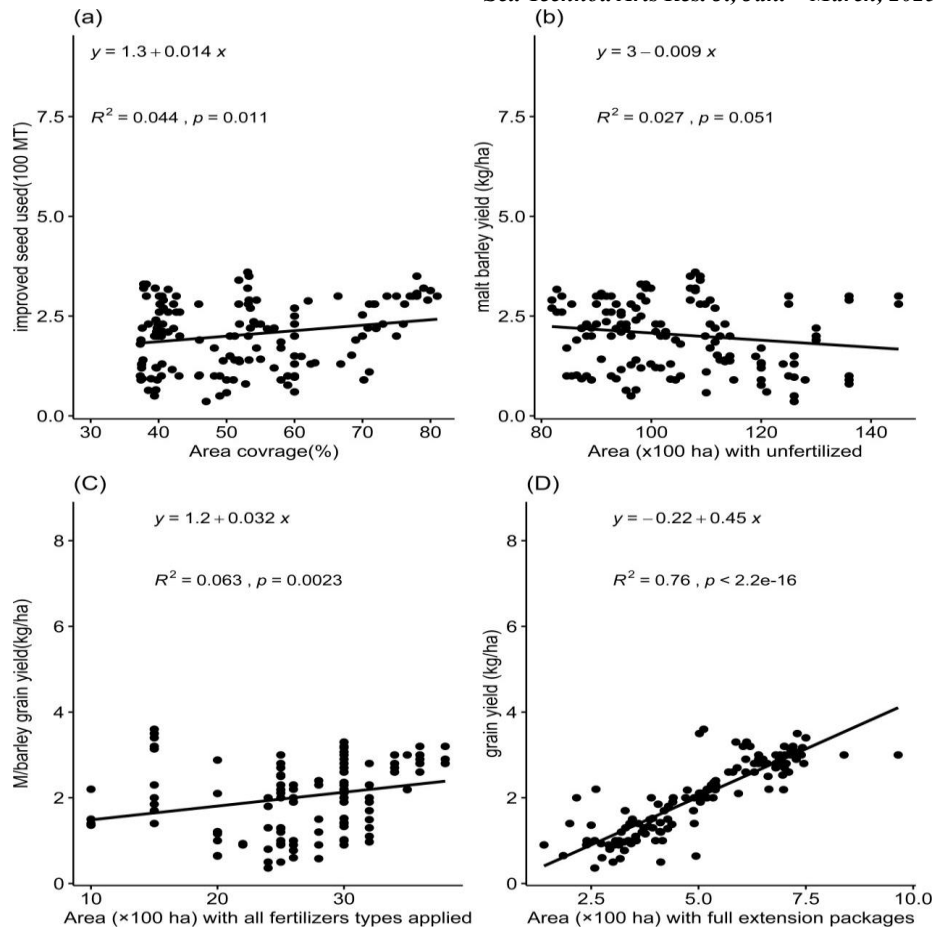 (a)
y = 1.3 + 0.014 x
R² = 0.044 , p = 0.011
improved seed used(100 MT)
7.5
5.0
2.5
0.0
30 40 50 60 70 80
Area covrage(%)
(b)
y = 3 − 0.009 x
R² = 0.027 , p = 0.051
malt barley yield (kg/ha)
7.5
5.0
2.5
0.0
80 100 120 140
Area (x100 ha) with unfertilized
(C)
y = 1.2 + 0.032 x
R² = 0.063 , p = 0.0023
M/barley grain yield(kg/ha)
8
6
4
2
0
10 20 30
Area (×100 ha) with all fertilizers types applied
(D)
y = −0.22 + 0.45 x
R² = 0.76 , p < 2.2e-16
grain yield (kg/ha)
8
6
4
2
0
2.5 5.0 7.5 10.0
Area (×100 ha) with full extension packages